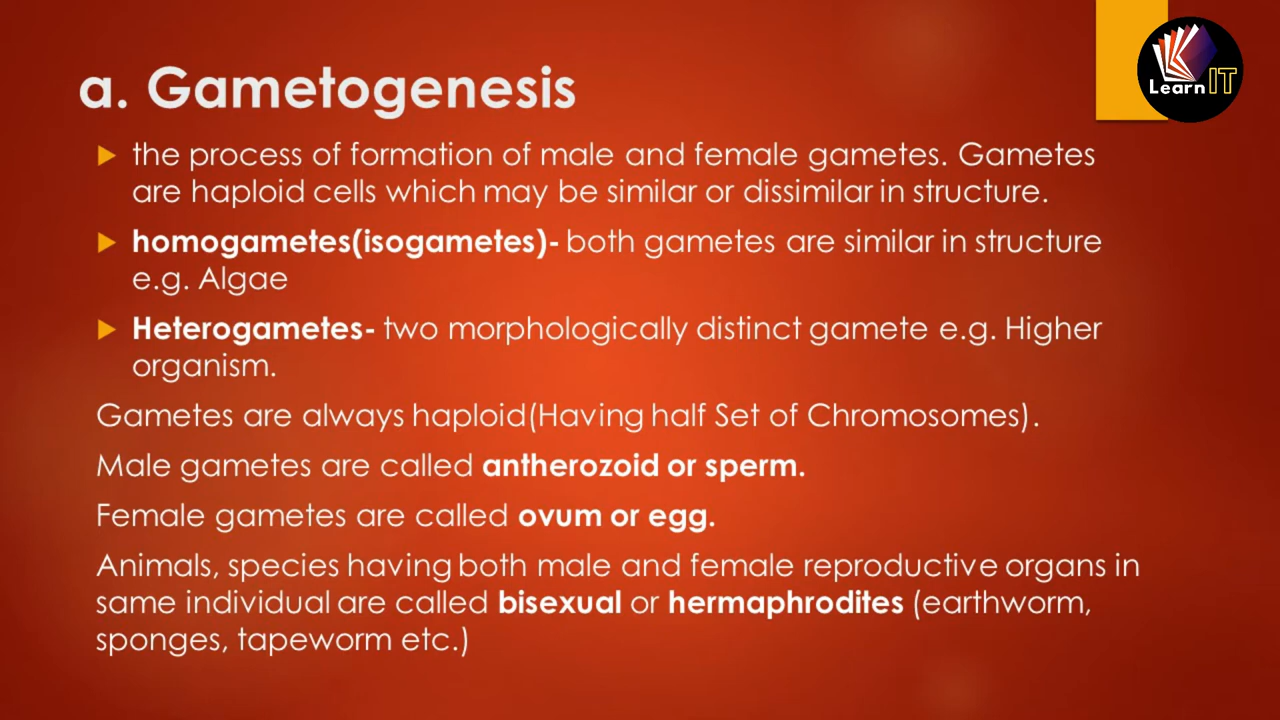 a. Gametogenesis
LearnIT
the process of formation of male and female gametes. Gametes
are haploid cells which may be similar or dissimilar in structure.
homogametes(isogametes)- both gametes are similar in structure
e.g. Algae
Heterogametes- two morphologically distinct gamete e.g. Higher
organism.
Gametes are always haploid(Having half Set of Chromosomes).
Male gametes are called antherozoid or sperm.
Female gametes are called ovum or egg.
Animals, species having both male and female reproductive organs in
same individual are called bisexual or hermaphrodites (earthworm,
sponges, tapeworm etc.)